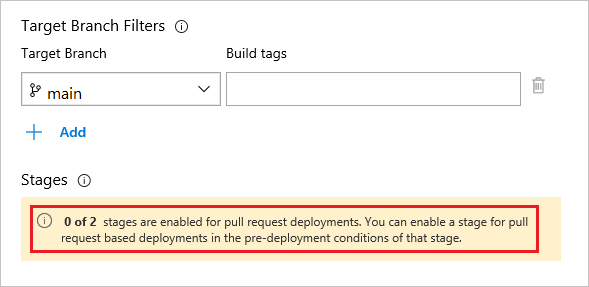 Target Branch Filters
Target Branch Build tags
main
Add
Stages
0 of 2 stages are enabled for pull request deployments. You can enable a stage for pull
request based deployments in the pre-deployment conditions of that stage.